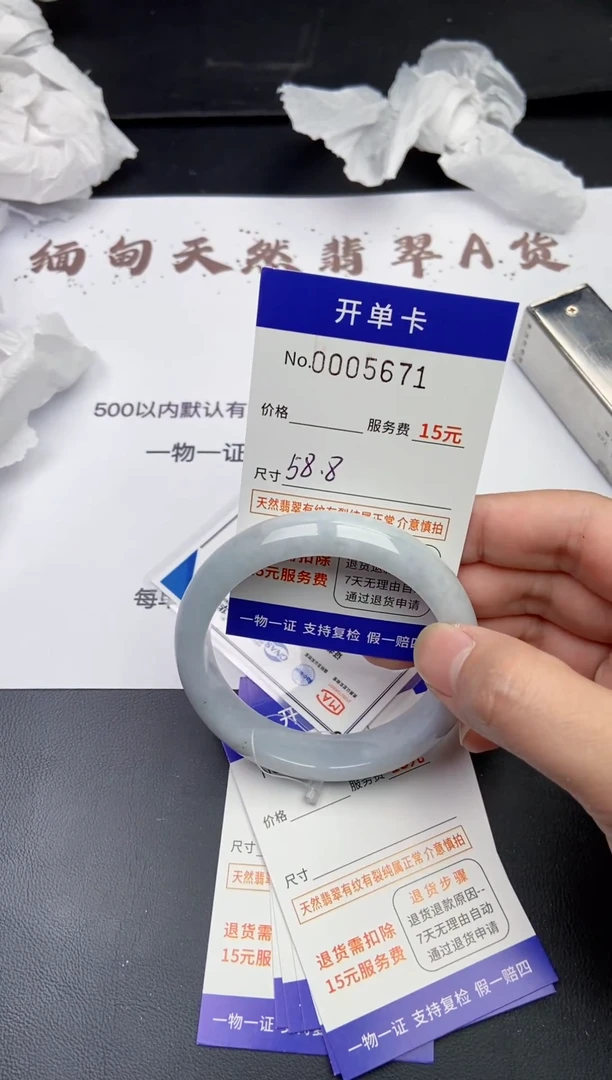 缅甸天然翡翠A货
500以内默认有
一物一证
每单
开单卡
No.0005671
价格
服务费 15元
尺寸 58.8
天然翡翠有纹有裂纯属正常 介意慎拍
扣除
5元服务费
退货退
7天无理由自
通过退货申请
一物一证 支持复检 假一赔四
MA
开
价格
服务费
尺寸
天然翡翠有纹有裂纯属正常 介意慎拍
退货需扣除
15元服务费
退货步骤
退货退款原因--
7天无理由自动
通过退货申请
一物一证 支持复检 假一赔四
尺寸
天然翡
退货需
15元服
一物一证